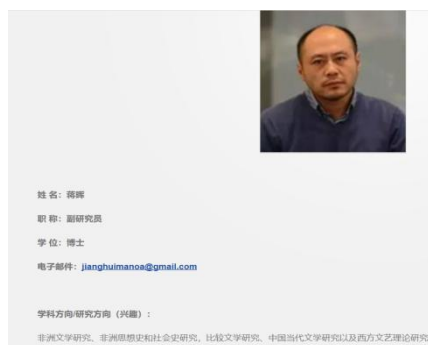 姓 名：蒋晖
职 称：副研究员
学 位：博士
电子邮件：jianghuimanoa@gmail.com
学科方向/研究方向（兴趣）：
非洲文学研究、非洲思想史和社会史研究，比较文学研究、中国当代文学研究以及西方文艺理论研究